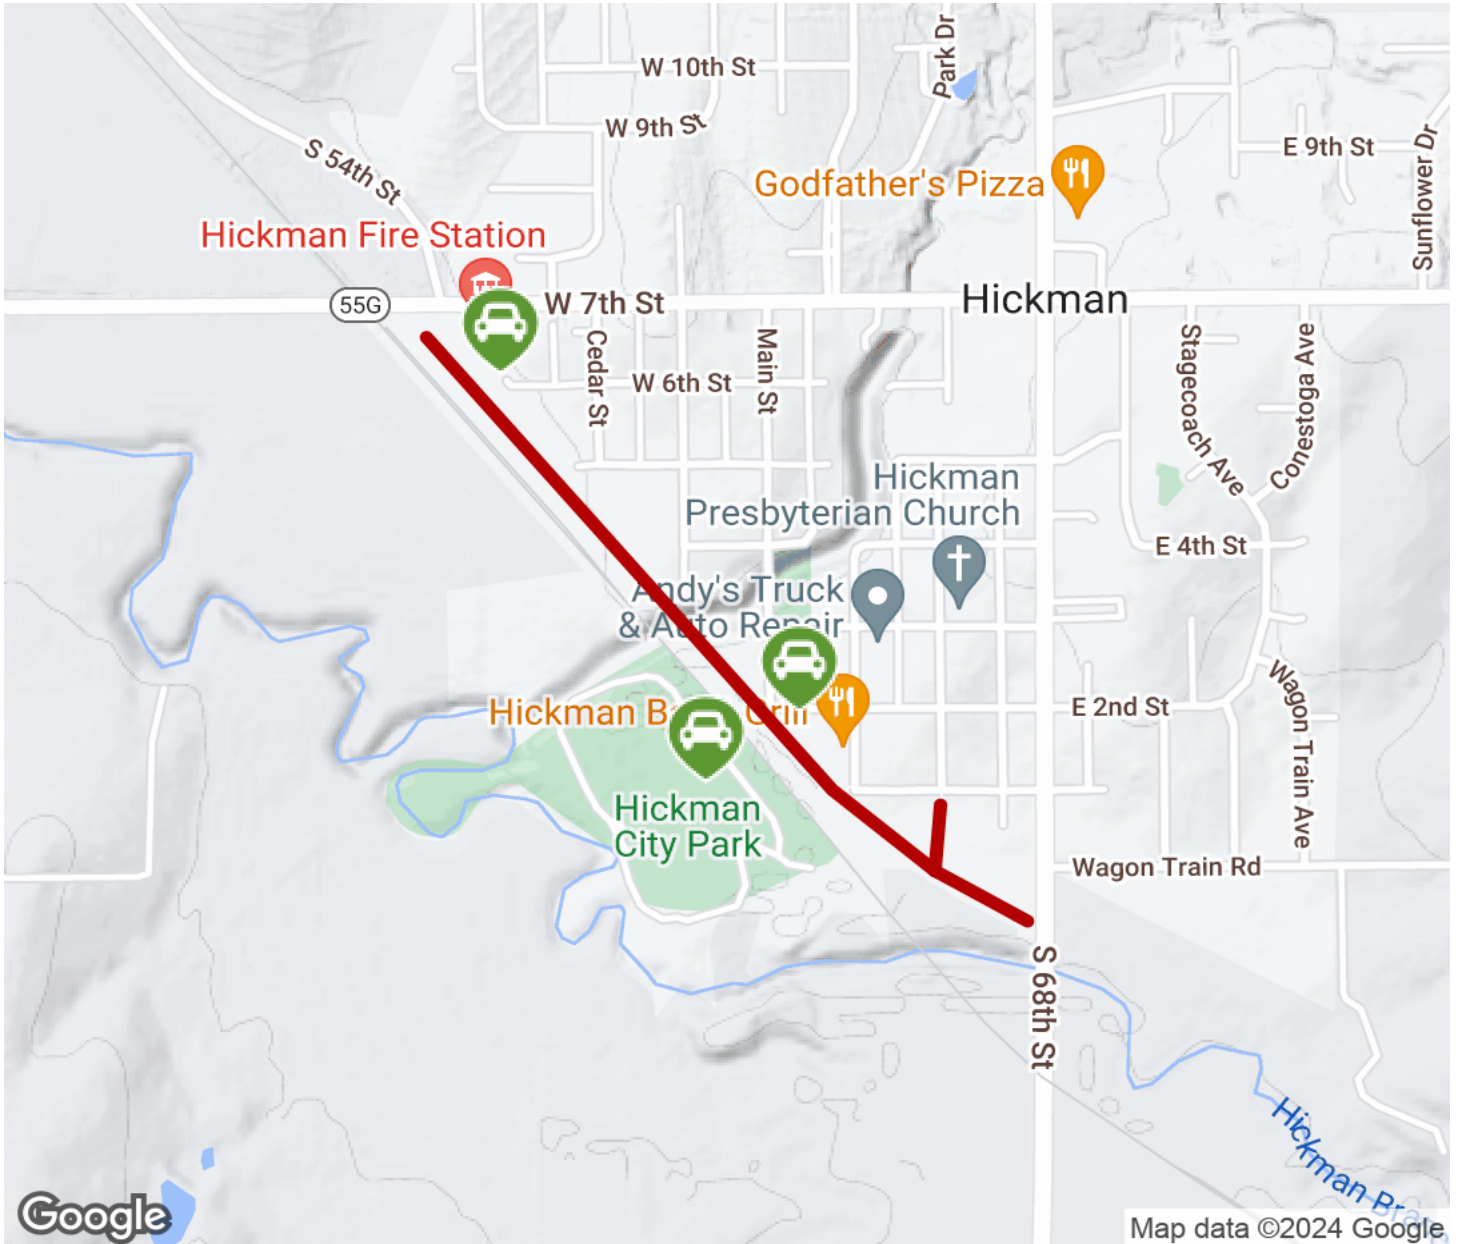 Park Dr
W 10th St
W 9th St
E 9th St
S 54th St
Godfather's Pizza
Sunflower Dr
Hickman Fire Station
55G
W 7th St
Hickman
Cedar St
W 6th St
Main St
Stagecoach Ave
Conestoga Ave
Hickman
Presbyterian Church
E 4th St
Andy's Truck
& Auto Repair
Hickman B
Grill
E 2nd St
Wagon Train Ave
Hickman
City Park
Wagon Train Rd
S 68th St
Hickman
Google
Map data ©2024 Google